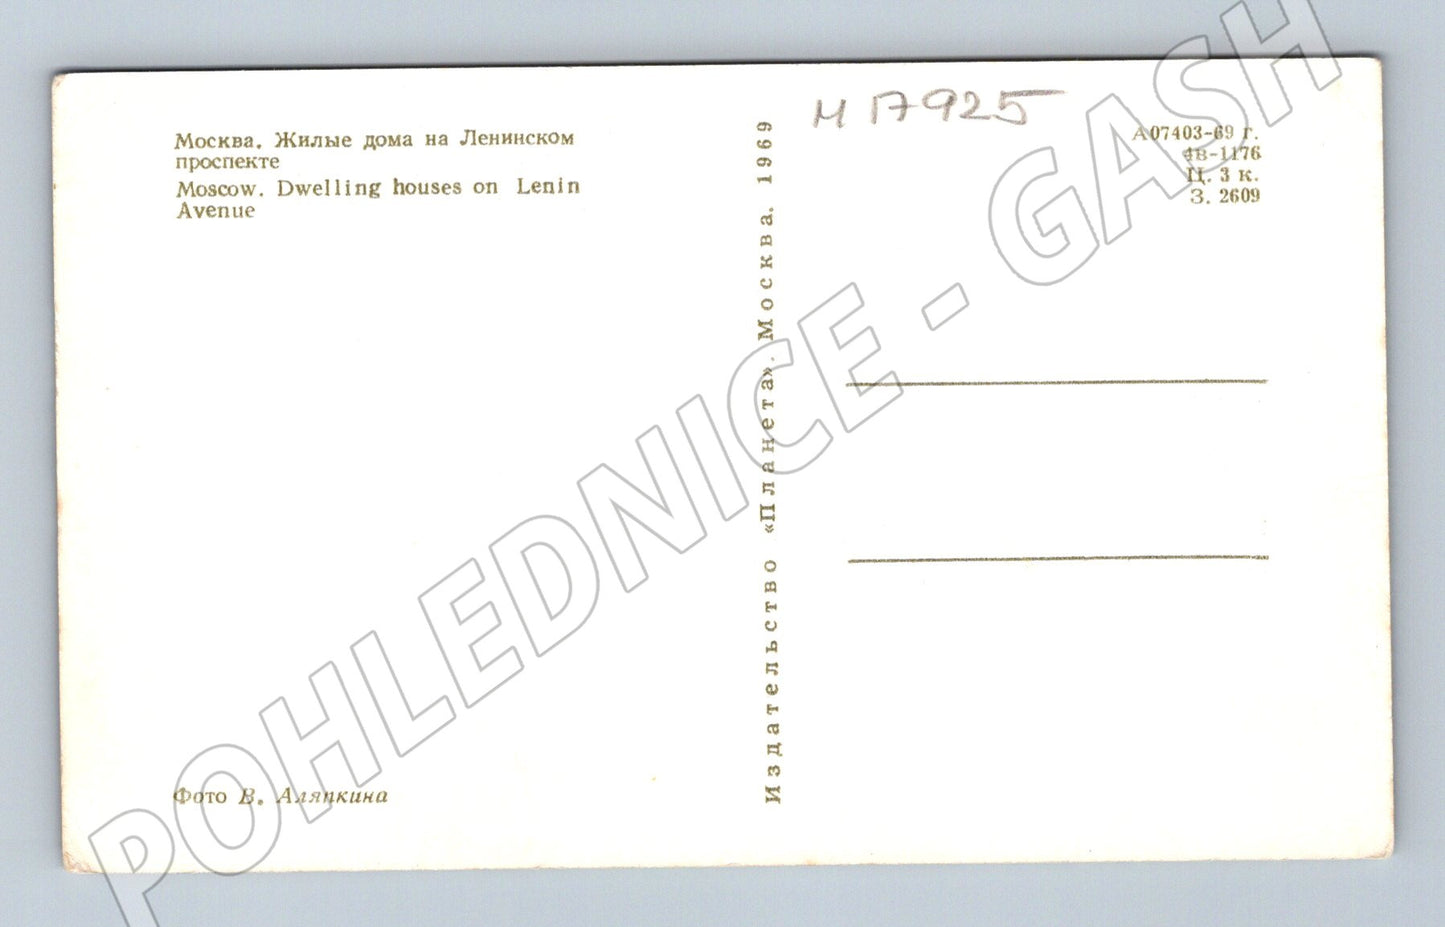 Москва. Жилые дома на Ленинском
проспекте
Moscow. Dwelling houses on Lenin
Avenue
Фото В. Аляпкина
Издательство «Планета». Москва. 1969
М 17925
А07403-69 г.
4в-1176
Ц. 3 к.
З. 2609
POHLEDNICE - GASH